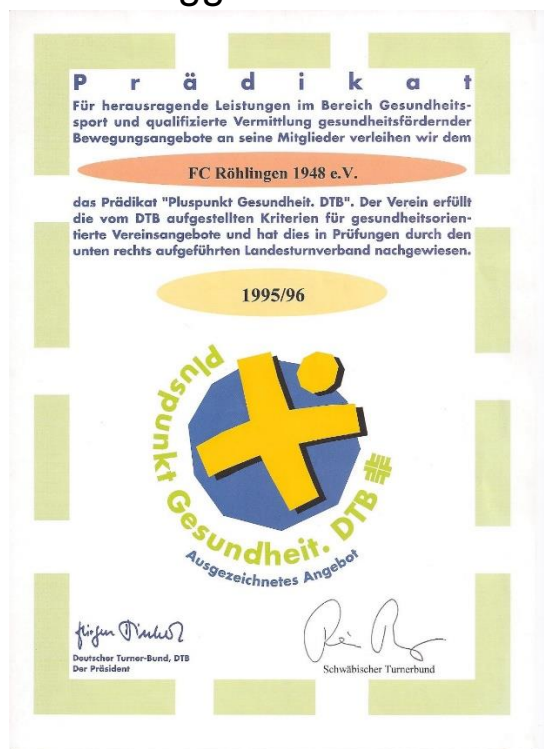 Prädikat
Für herausragende Leistungen im Bereich Gesundheits-
sport und qualifizierte Vermittlung gesundheitsfördernder
Bewegungsangebote an seine Mitglieder verleihen wir dem
FC Röhlingen 1948 e.V.
das Prädikat "Pluspunkt Gesundheit. DTB". Der Verein erfüllt
die vom DTB aufgestellten Kriterien für gesundheitsorien-
tierte Vereinsangebote und hat dies in Prüfungen durch den
unten rechts aufgeführten Landesturnverband nachgewiesen.
1995/96
Pluspunkt Gesundheit. DTB
Ausgezeichnetes Angebot
Deutscher Turner-Bund, DTB
Der Präsident
Schwäbischer Turnerbund